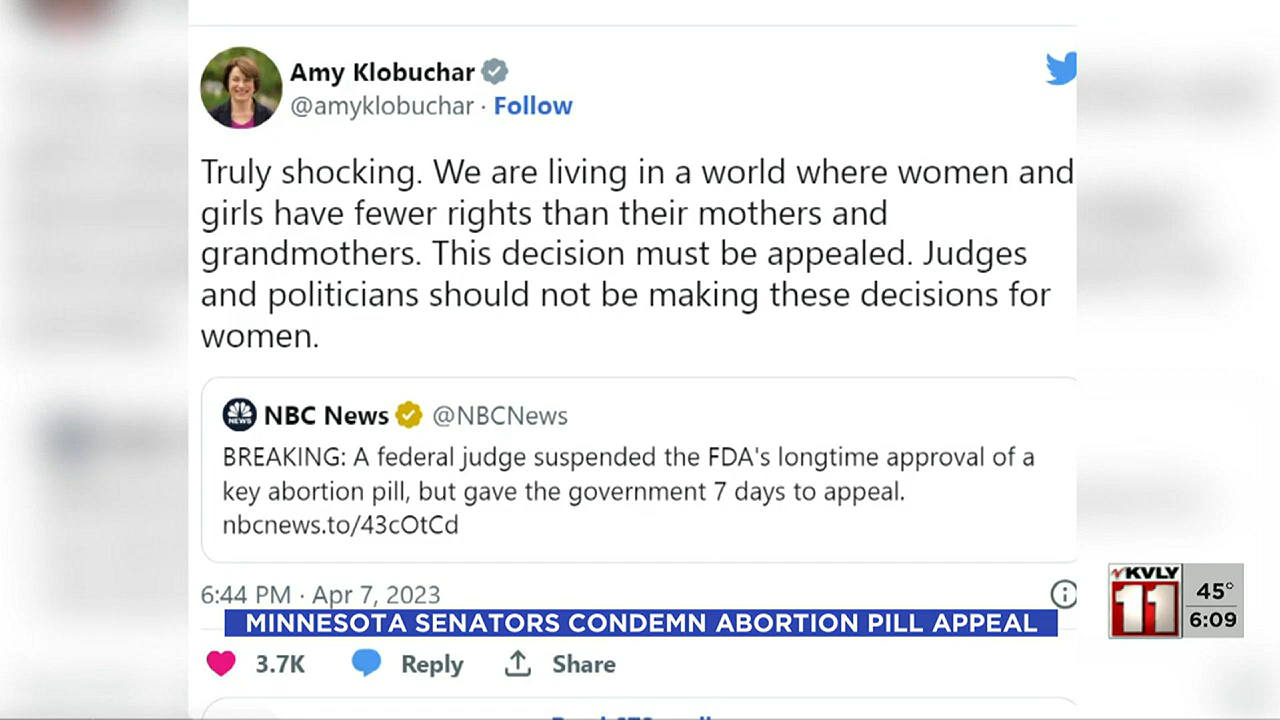 Amy Klobuchar
@amyklobuchar · Follow
Truly shocking. We are living in a world where women and
girls have fewer rights than their mothers and
grandmothers. This decision must be appealed. Judges
and politicians should not be making these decisions for
women.
NEWS
NBC News @NBCNews
BREAKING: A federal judge suspended the FDA's longtime approval of a
key abortion pill, but gave the government 7 days to appeal.
nbcnews.to/43cOtCd
6:44 PM · Apr 7, 2023
MINNESOTA SENATORS CONDEMN ABORTION PILL APPEAL
KVLY
11
45°
6:09
3.7K Reply Share